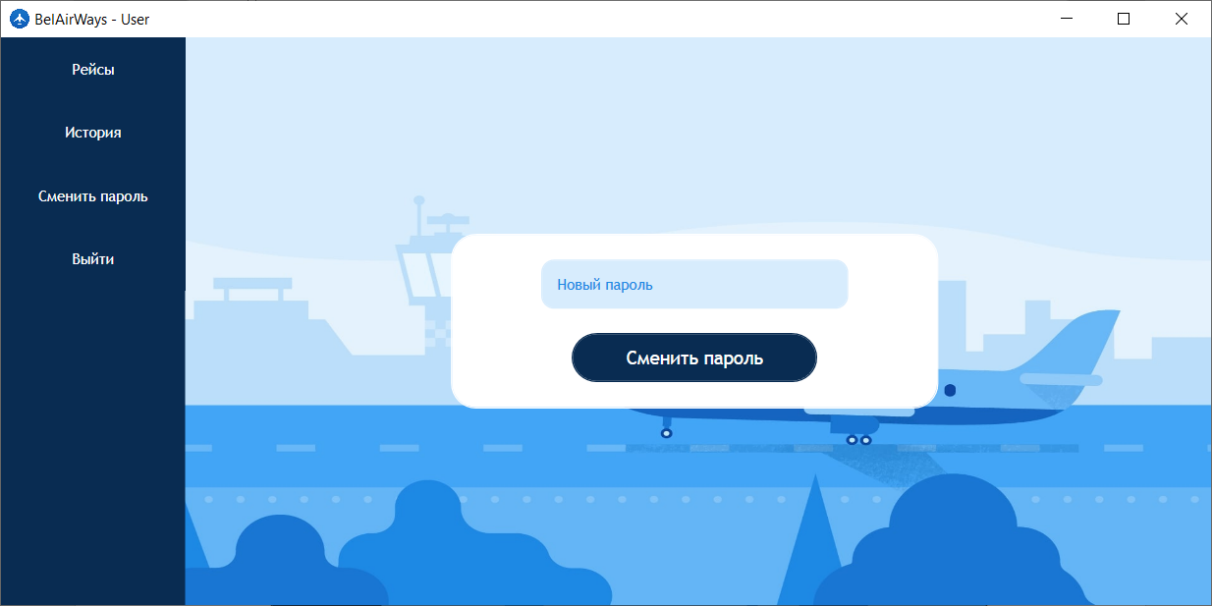 BelAirWays - User
Рейсы
История
Сменить пароль
Выйти
Новый пароль
Сменить пароль